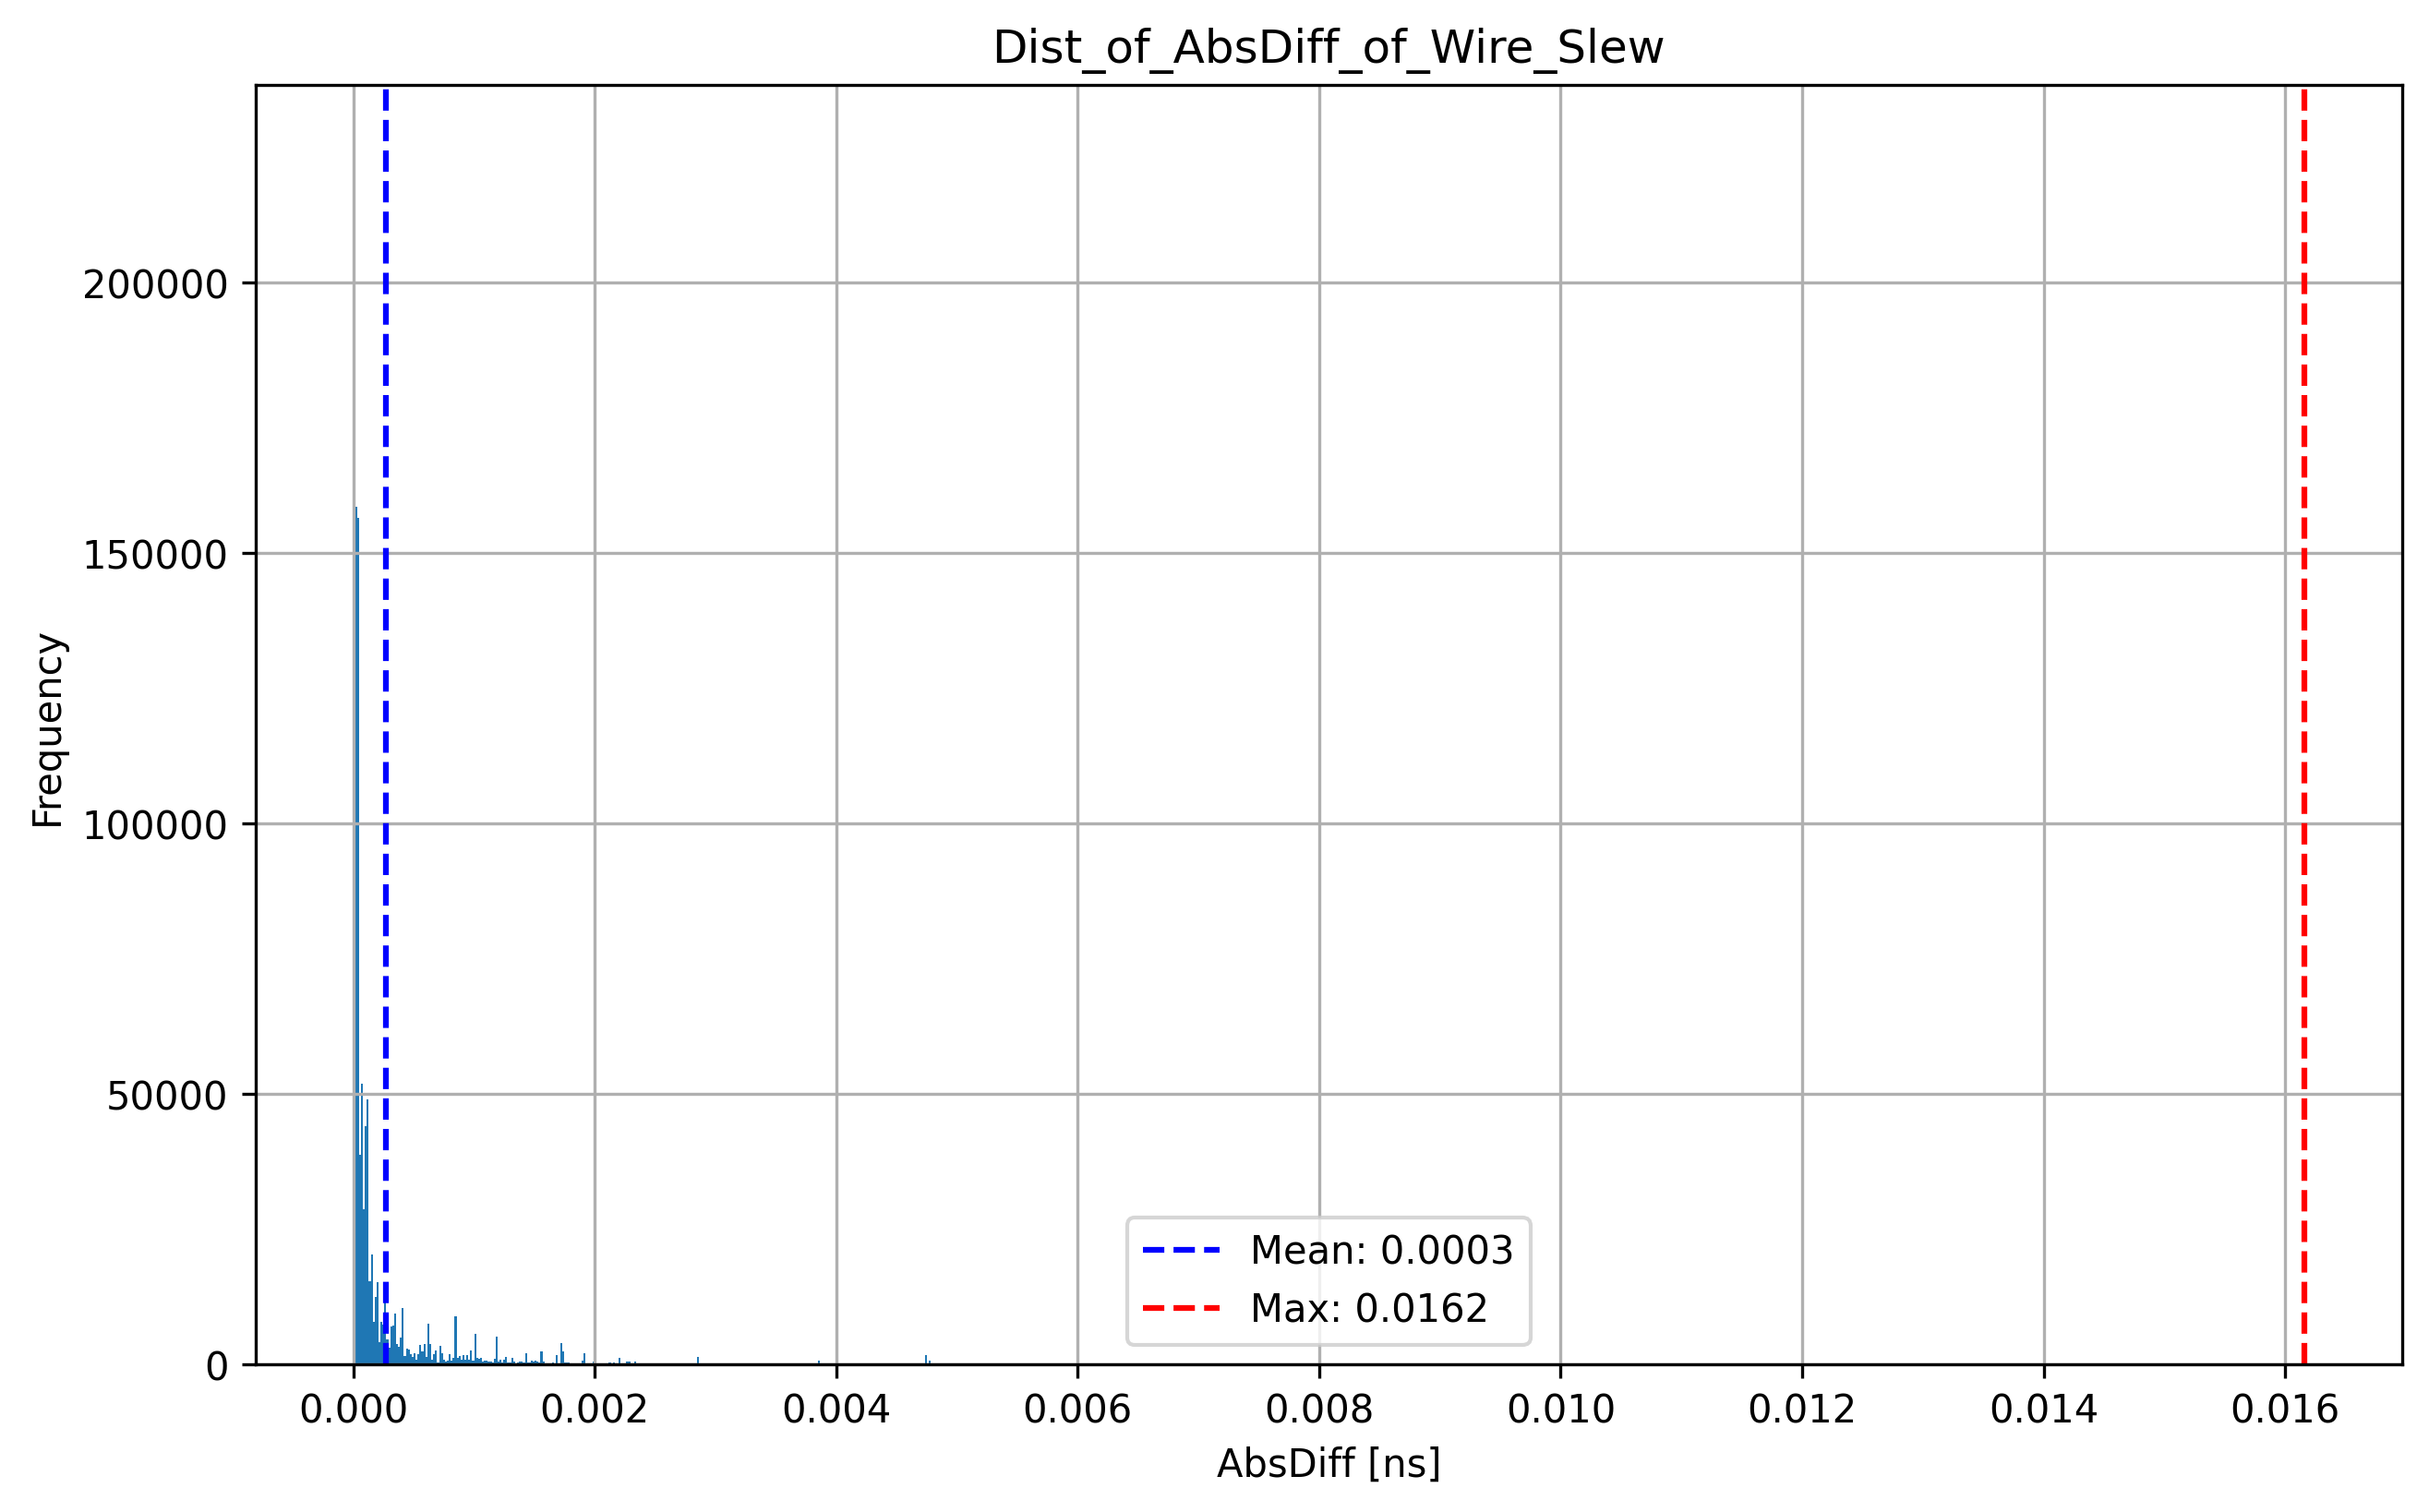 Dist_of_AbsDiff_of_Wire_Slew
Frequency
200000
150000
100000
50000
0
0.000 0.002 0.004 0.006 0.008 0.010 0.012 0.014 0.016
AbsDiff [ns]
Mean: 0.0003
Max: 0.0162